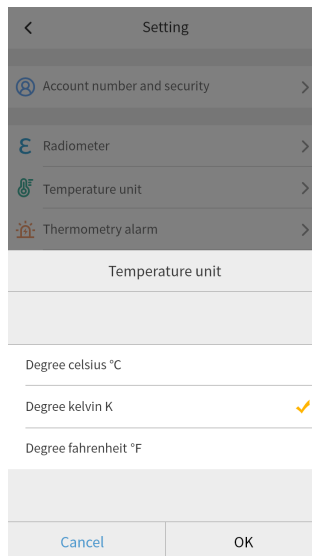 Setting
Account number and security
Radiometer
Temperature unit
Thermometry alarm
Temperature unit
Degree celsius °C
Degree kelvin K
Degree fahrenheit °F
Cancel OK